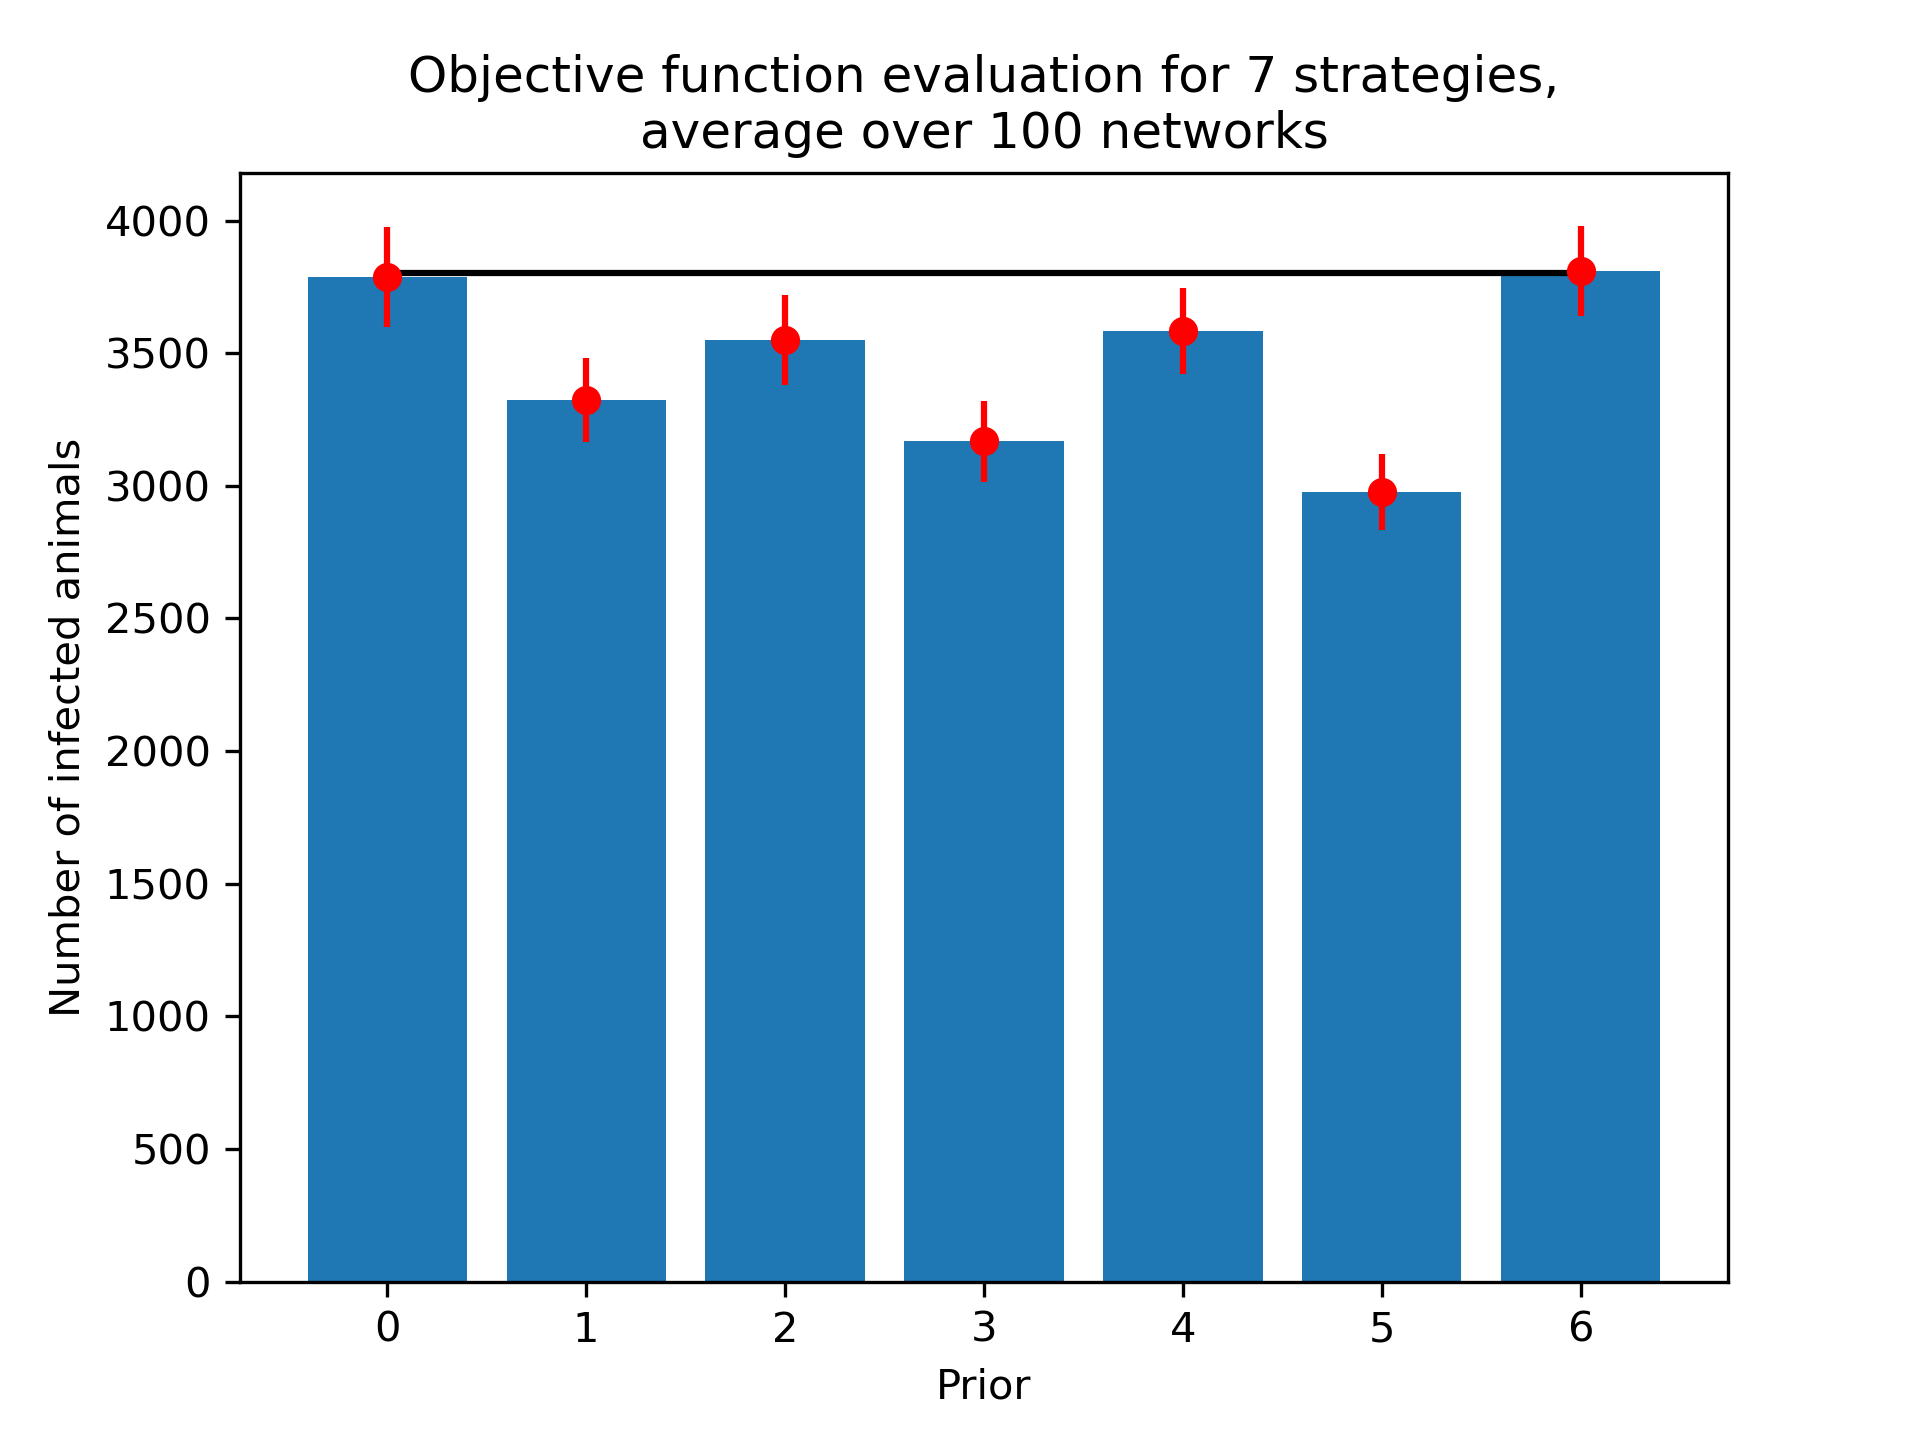 Objective function evaluation for 7 strategies,
average over 100 networks
4000
3500
3000
2500
2000
1500
1000
500
0
Number of infected animals
0 1 2 3 4 5 6
Prior